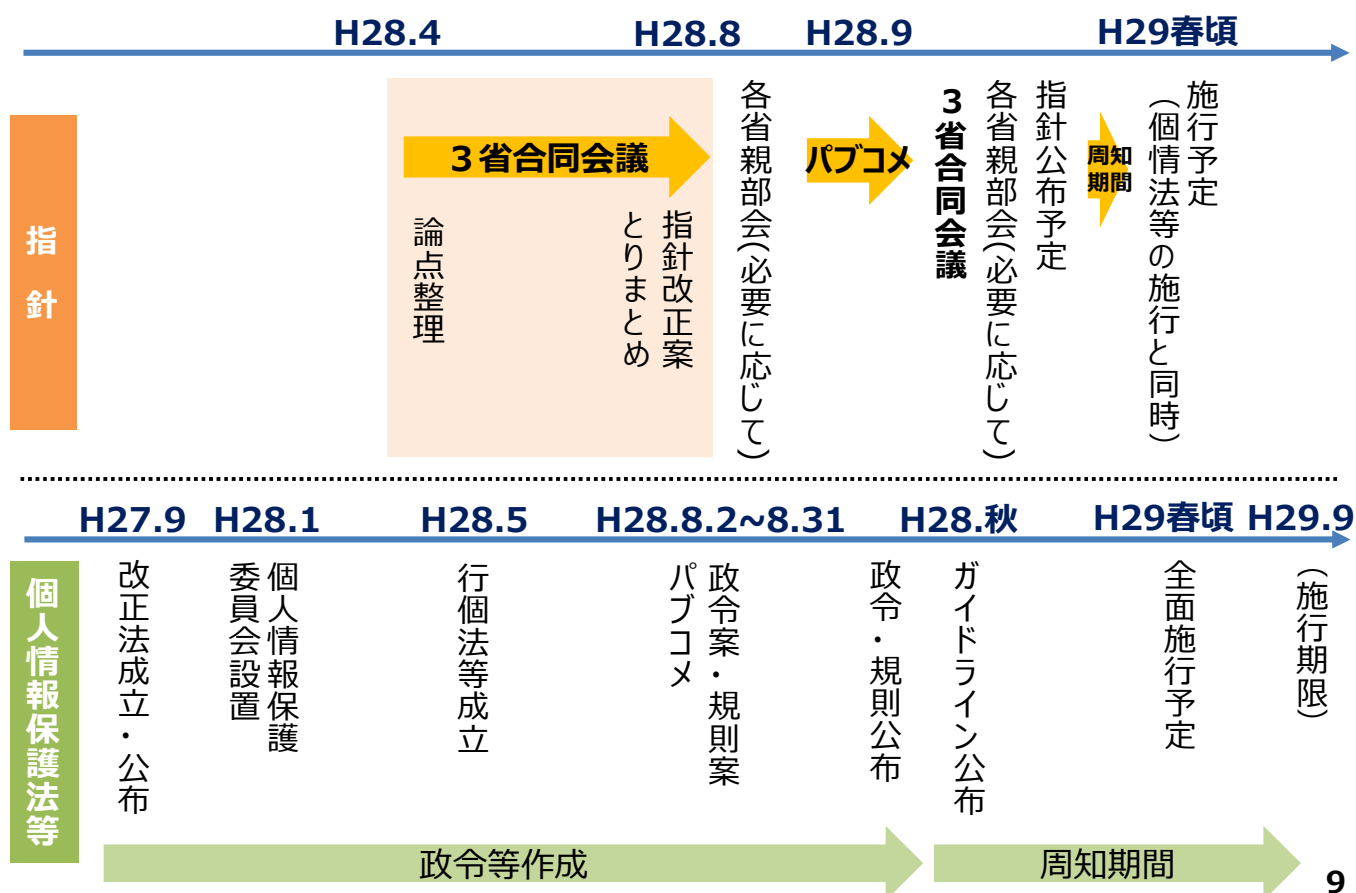 H28.4
H28.8
H28.9
H29春頃
指針
３省合同会議
論点整理
指針改正案
とりまとめ
各省親部会(必要に応じて)
パブコメ
３省合同会議
各省親部会(必要に応じて)
指針公布予定
周知
期間
施行予定
(個情法等の施行と同時)
H27.9
H28.1
H28.5
H28.8.2~8.31
H28.秋
H29春頃
H29.9
個人情報保護法等
改正法成立・公布
個人情報保護
委員会設置
行個法等成立
政令案・規則案
パブコメ
政令・規則公布
ガイドライン公布
全面施行予定
(施行期限)
政令等作成
周知期間
9